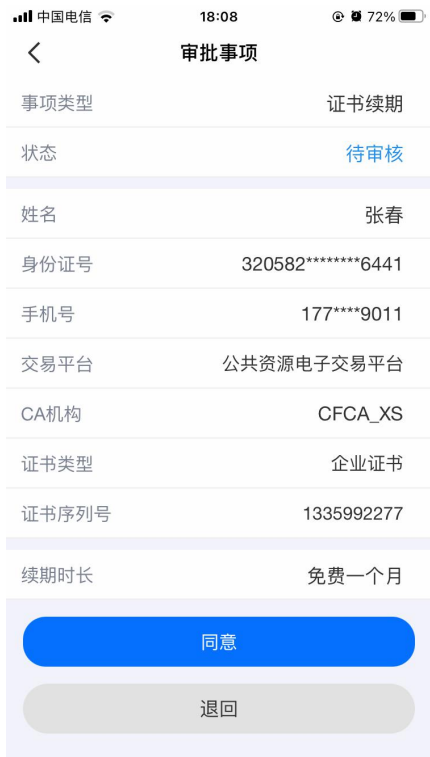 中国电信 18:08 72%
审批事项
事项类型 证书续期
状态 待审核
姓名 张春
身份证号 320582********6441
手机号 177****9011
交易平台 公共资源电子交易平台
CA机构 CFCA_XS
证书类型 企业证书
证书序列号 1335992277
续期时长 免费一个月
同意
退回